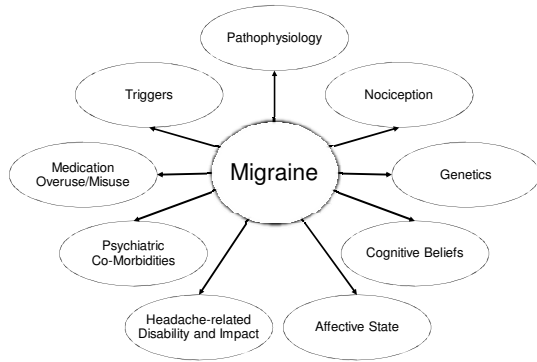 Pathophysiology
Triggers
Nociception
Migraine
Medication
Overuse/Misuse
Genetics
Psychiatric
Co-Morbidities
Cognitive Beliefs
Headache-related
Disability and Impact
Affective State